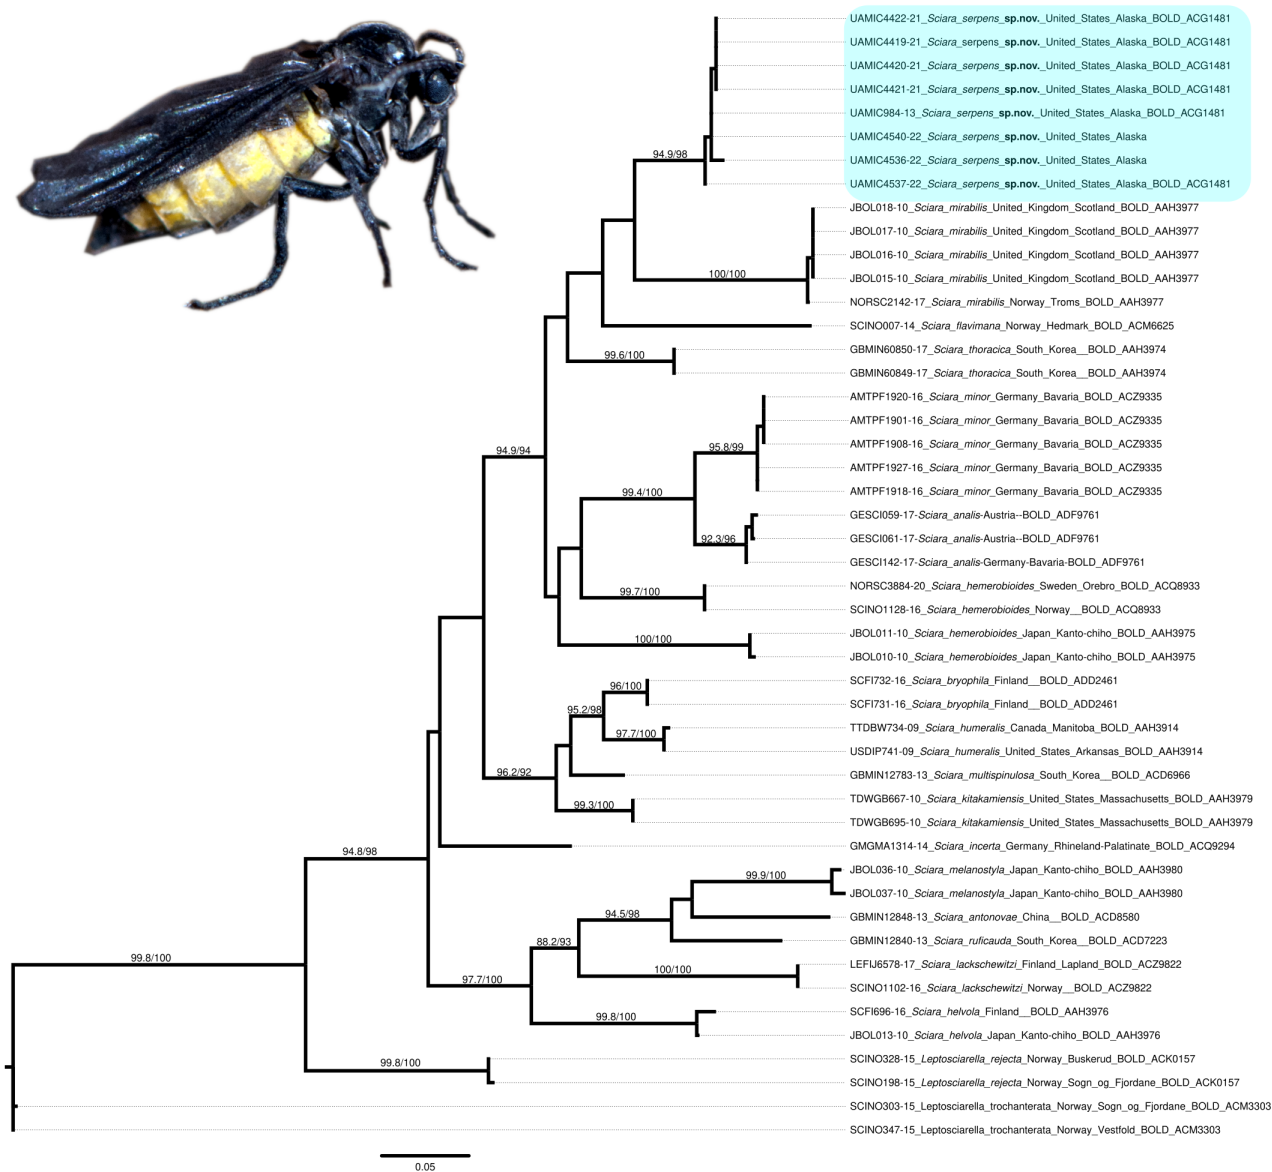 UAMIC4422-21_Sciara_serpens_sp.nov._United_States_Alaska_BOLD_ACG1481
UAMIC4419-21_Sciara_serpens_sp.nov._United_States_Alaska_BOLD_ACG1481
UAMIC4420-21_Sciara_serpens_sp.nov._United_States_Alaska_BOLD_ACG1481
UAMIC4421-21_Sciara_serpens_sp.nov._United_States_Alaska_BOLD_ACG1481
UAMIC984-13_Sciara_serpens_sp.nov._United_States_Alaska_BOLD_ACG1481
UAMIC4540-22_Sciara_serpens_sp.nov._United_States_Alaska
94.9/98
UAMIC4536-22_Sciara_serpens_sp.nov._United_States_Alaska
UAMIC4537-22_Sciara_serpens_sp.nov._United_States_Alaska_BOLD_ACG1481
JBOL018-10_Sciara_mirabilis_United_Kingdom_Scotland_BOLD_AAH3977
JBOL017-10_Sciara_mirabilis_United_Kingdom_Scotland_BOLD_AAH3977
JBOL016-10_Sciara_mirabilis_United_Kingdom_Scotland_BOLD_AAH3977
100/100
JBOL015-10_Sciara_mirabilis_United_Kingdom_Scotland_BOLD_AAH3977
NORSC2142-17_Sciara_mirabilis_Norway_Troms_BOLD_AAH3977
SCINO007-14_Sciara_flavimana_Norway_Hedmark_BOLD_ACM6625
GBMIN60850-17_Sciara_thoracica_South_Korea__BOLD_AAH3974
99.6/100
GBMIN60849-17_Sciara_thoracica_South_Korea__BOLD_AAH3974
AMTPF1920-16_Sciara_minor_Germany_Bavaria_BOLD_ACZ9335
AMTPF1901-16_Sciara_minor_Germany_Bavaria_BOLD_ACZ9335
AMTPF1908-16_Sciara_minor_Germany_Bavaria_BOLD_ACZ9335
94.9/94
95.8/99
AMTPF1927-16_Sciara_minor_Germany_Bavaria_BOLD_ACZ9335
AMTPF1918-16_Sciara_minor_Germany_Bavaria_BOLD_ACZ9335
99.4/100
GESCI059-17-Sciara_analis-Austria--BOLD_ADF9761
GESCI061-17-Sciara_analis-Austria--BOLD_ADF9761
92.3/96
GESCI142-17-Sciara_analis-Germany-Bavaria-BOLD_ADF9761
NORSC3884-20_Sciara_hemerobioides_Sweden_Orebro_BOLD_ACQ8933
99.7/100
SCINO1128-16_Sciara_hemerobioides_Norway__BOLD_ACQ8933
JBOL011-10_Sciara_hemerobioides_Japan_Kanto-chiho_BOLD_AAH3975
100/100
JBOL010-10_Sciara_hemerobioides_Japan_Kanto-chiho_BOLD_AAH3975
SCFI732-16_Sciara_bryophila_Finland__BOLD_ADD2461
96/100
SCFI731-16_Sciara_bryophila_Finland__BOLD_ADD2461
95.2/98
TTDBW734-09_Sciara_humeralis_Canada_Manitoba_BOLD_AAH3914
97.7/100
USDIP741-09_Sciara_humeralis_United_States_Arkansas_BOLD_AAH3914
96.2/92
GBMIN12783-13_Sciara_multispinulosa_South_Korea__BOLD_ACD6966
TDWGB667-10_Sciara_kitakamiensis_United_States_Massachusetts_BOLD_AAH3979
99.3/100
TDWGB695-10_Sciara_kitakamiensis_United_States_Massachusetts_BOLD_AAH3979
GMGMA1314-14_Sciara_incerta_Germany_Rhineland-Palatinate_BOLD_ACQ9294
94.8/98
JBOL036-10_Sciara_melanostyla_Japan_Kanto-chiho_BOLD_AAH3980
99.9/100
JBOL037-10_Sciara_melanostyla_Japan_Kanto-chiho_BOLD_AAH3980
94.5/98
GBMIN12848-13_Sciara_antonovae_China__BOLD_ACD8580
88.2/93
GBMIN12840-13_Sciara_ruficauda_South_Korea__BOLD_ACD7223
99.8/100
LEFIJ6578-17_Sciara_lackschewitzi_Finland_Lapland_BOLD_ACZ9822
97.7/100
100/100
SCINO1102-16_Sciara_lackschewitzi_Norway__BOLD_ACZ9822
SCFI696-16_Sciara_helvola_Finland__BOLD_AAH3976
99.8/100
JBOL013-10_Sciara_helvola_Japan_Kanto-chiho_BOLD_AAH3976
SCINO328-15_Leptosciarella_rejecta_Norway_Buskerud_BOLD_ACK0157
99.8/100
SCINO198-15_Leptosciarella_rejecta_Norway_Sogn_og_Fjordane_BOLD_ACK0157
SCINO303-15_Leptosciarella_trochanterata_Norway_Sogn_og_Fjordane_BOLD_ACM3303
SCINO347-15_Leptosciarella_trochanterata_Norway_Vestfold_BOLD_ACM3303
0.05